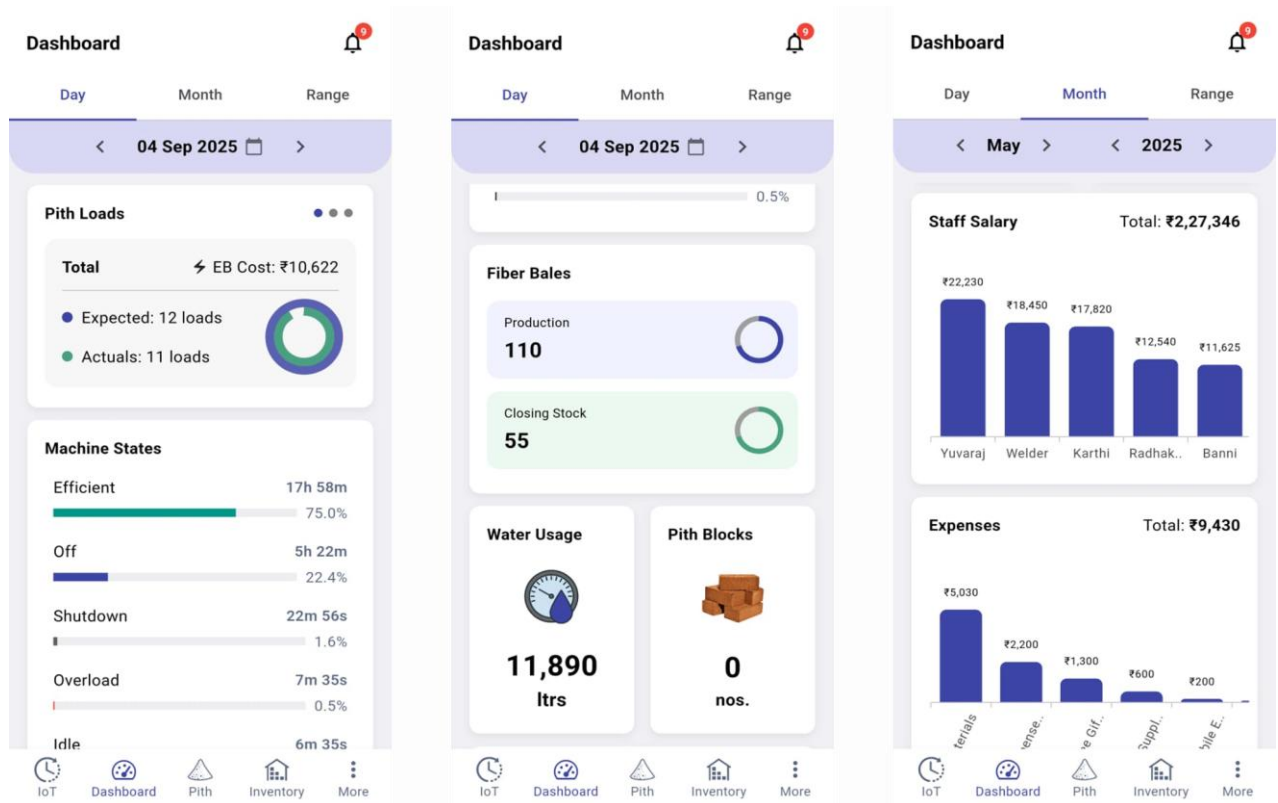 Dashboard
9
Day Month Range
04 Sep 2025
Pith Loads
Total EB Cost: ₹10,622
Expected: 12 loads
Actuals: 11 loads
Machine States
Efficient 17h 58m
75.0%
Off 5h 22m
22.4%
Shutdown 22m 56s
1.6%
Overload 7m 35s
0.5%
Idle 6m 35s
IoT Dashboard Pith Inventory More
Dashboard
9
Day Month Range
04 Sep 2025
0.5%
Fiber Bales
Production
110
Closing Stock
55
Water Usage Pith Blocks
11,890 0
ltrs nos.
IoT Dashboard Pith Inventory More
Dashboard
9
Day Month Range
May 2025
Staff Salary Total: ₹2,27,346
₹22,230 ₹18,450 ₹17,820 ₹12,540 ₹11,625
Yuvaraj Welder Karthi Radhak.. Banni
Expenses Total: ₹9,430
₹5,030 ₹2,200 ₹1,300 ₹600 ₹200
terials ense.. e Gif.. Suppl.. bile E..
IoT Dashboard Pith Inventory More